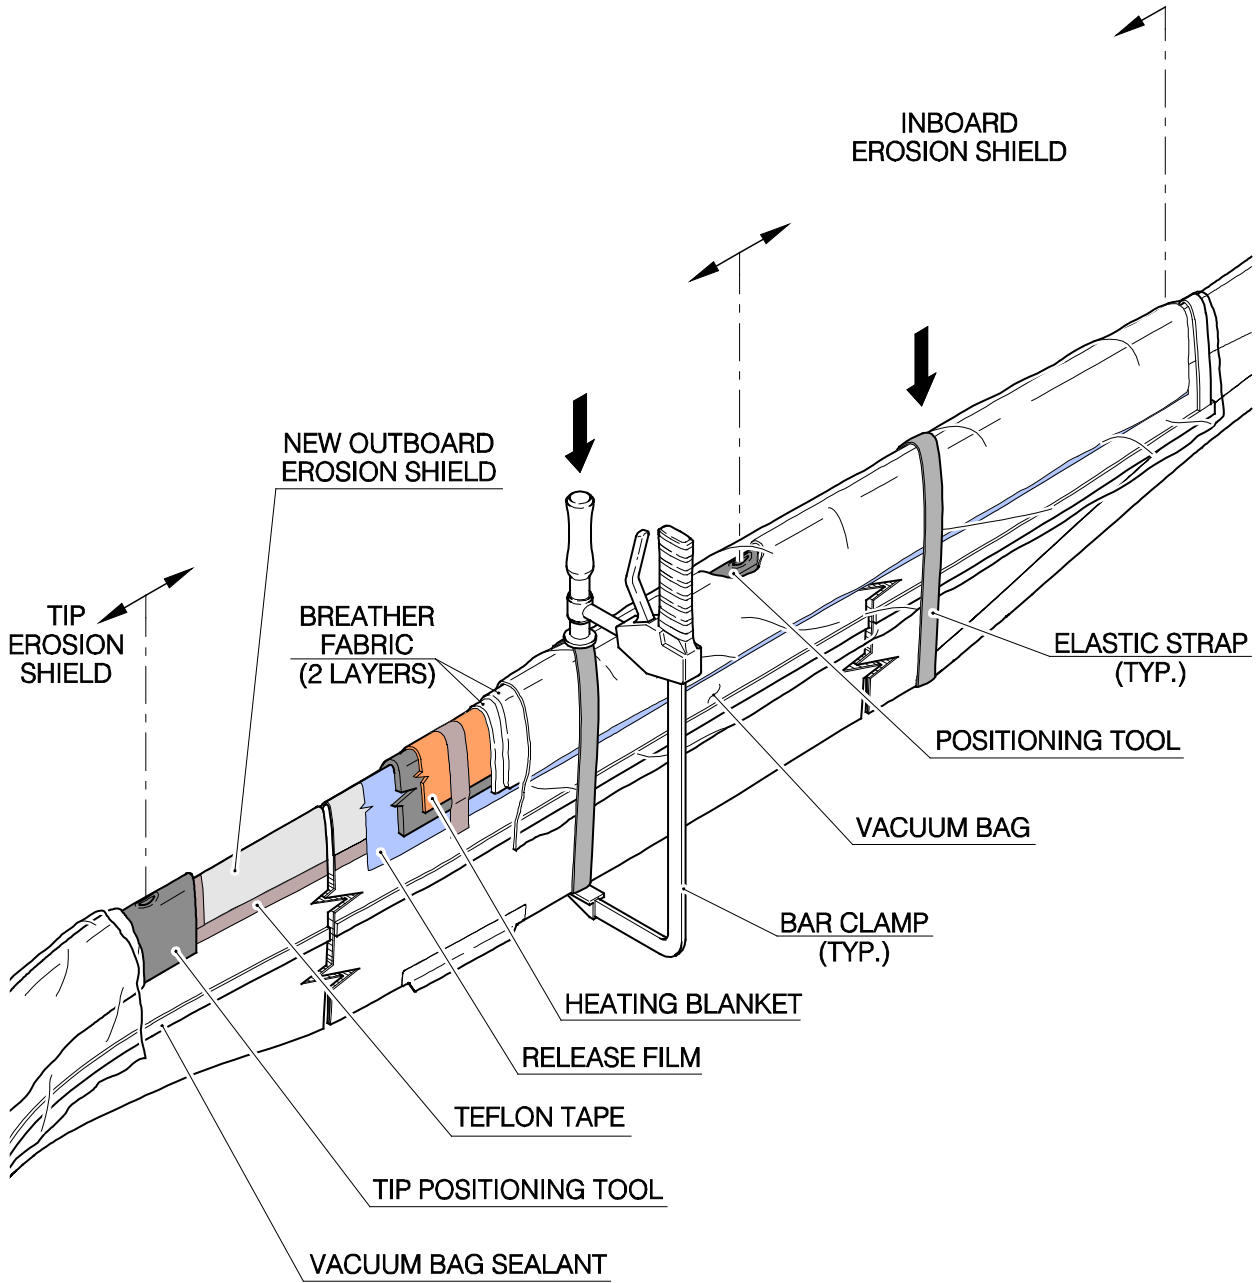 INBOARD
EROSION SHIELD
NEW OUTBOARD
EROSION SHIELD
TIP
EROSION
SHIELD
BREATHER
FABRIC
(2 LAYERS)
ELASTIC STRAP
(TYP.)
POSITIONING TOOL
VACUUM BAG
BAR CLAMP
(TYP.)
HEATING BLANKET
RELEASE FILM
TEFLON TAPE
TIP POSITIONING TOOL
VACUUM BAG SEALANT